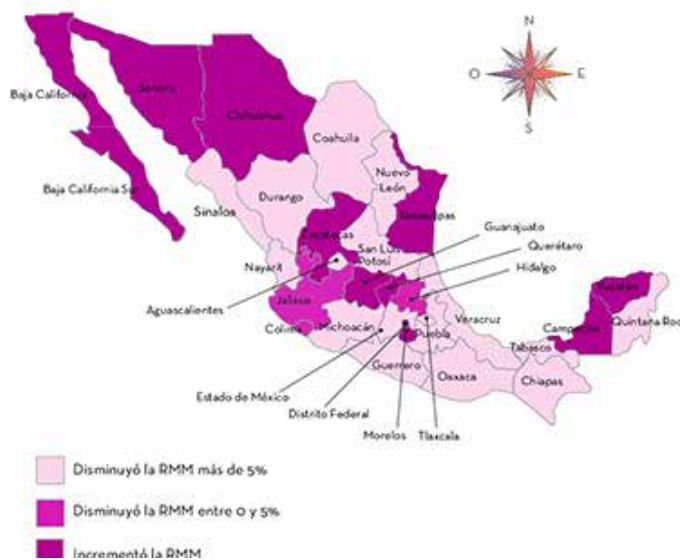 N
O
E
S
Baja California
Sonora
Chihuahua
Coahuila
Baja California Sur
Nuevo
León
Durango
Sinaloa
Tamaulipas
Zacatecas
Guanajuato
San Luis
Potosí
Querétaro
Nayarit
Hidalgo
Aguascalientes
Jalisco
Yucatán
Colima
Michoacán
Veracruz
Campeche
Quintana Roo
Puebla
Tabasco
Guerrero
Oaxaca
Chiapas
Estado de México
Distrito Federal
Morelos
Tlaxcala
Disminuyó la RMM más de 5%
Disminuyó la RMM entre 0 y 5%
Incrementó la RMM